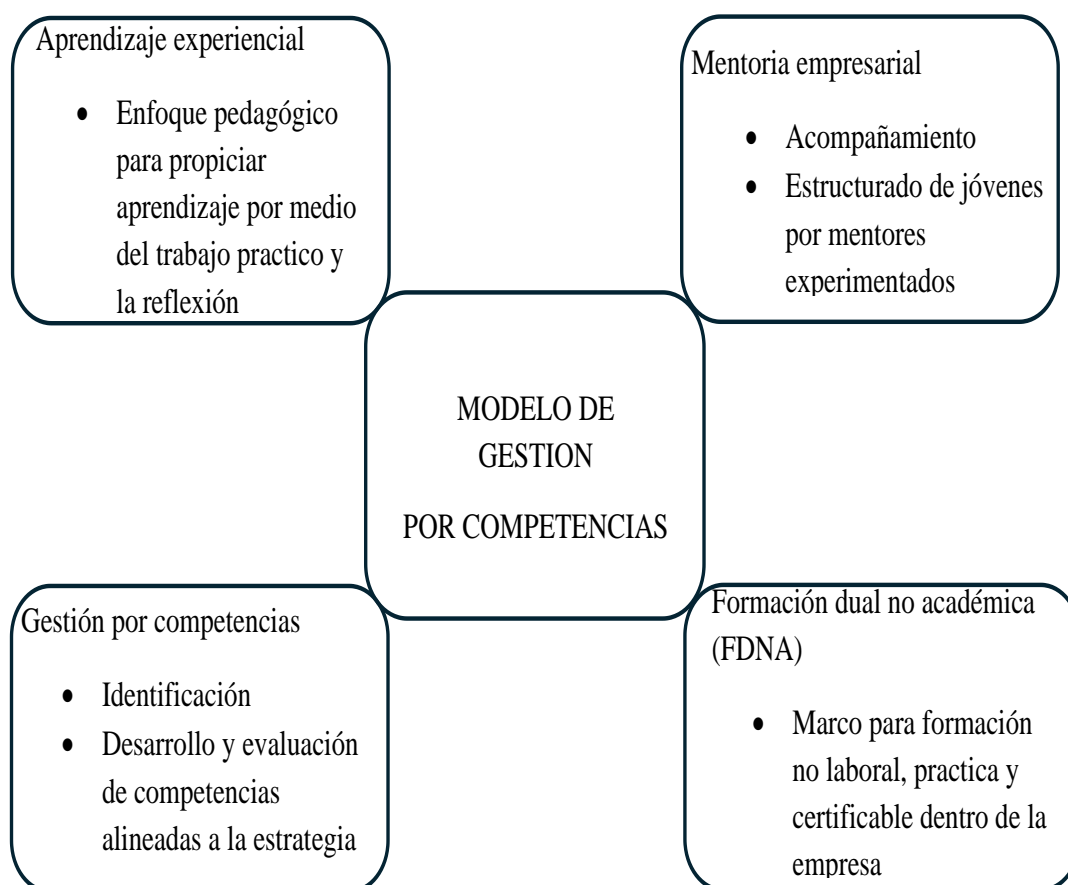 Aprendizaje experiencial
• Enfoque pedagógico
para propiciar
aprendizaje por medio
del trabajo practico y
la reflexión
Mentoria empresarial
• Acompañamiento
• Estructurado de jóvenes
por mentores
experimentados
MODELO DE
GESTION
POR COMPETENCIAS
Gestión por competencias
• Identificación
• Desarrollo y evaluación
de competencias
alineadas a la estrategia
Formación dual no académica
(FDNA)
• Marco para formación
no laboral, practica y
certificable dentro de la
empresa